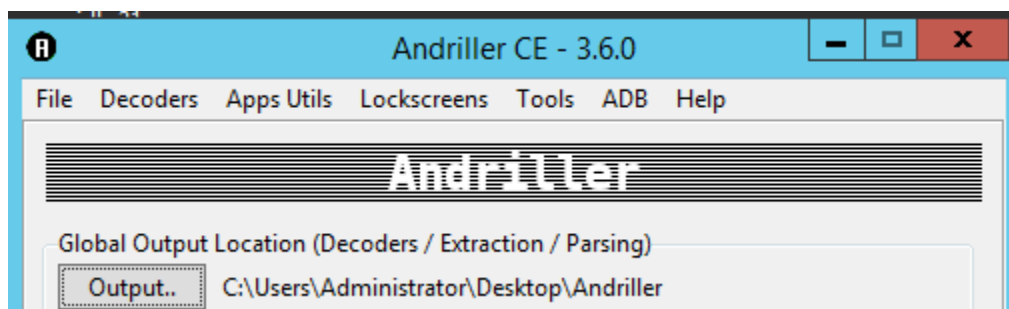 Andriller CE - 3.6.0
File Decoders Apps Utils Lockscreens Tools ADB Help
Andriller
Global Output Location (Decoders / Extraction / Parsing)
Output.. C:\Users\Administrator\Desktop\Andriller